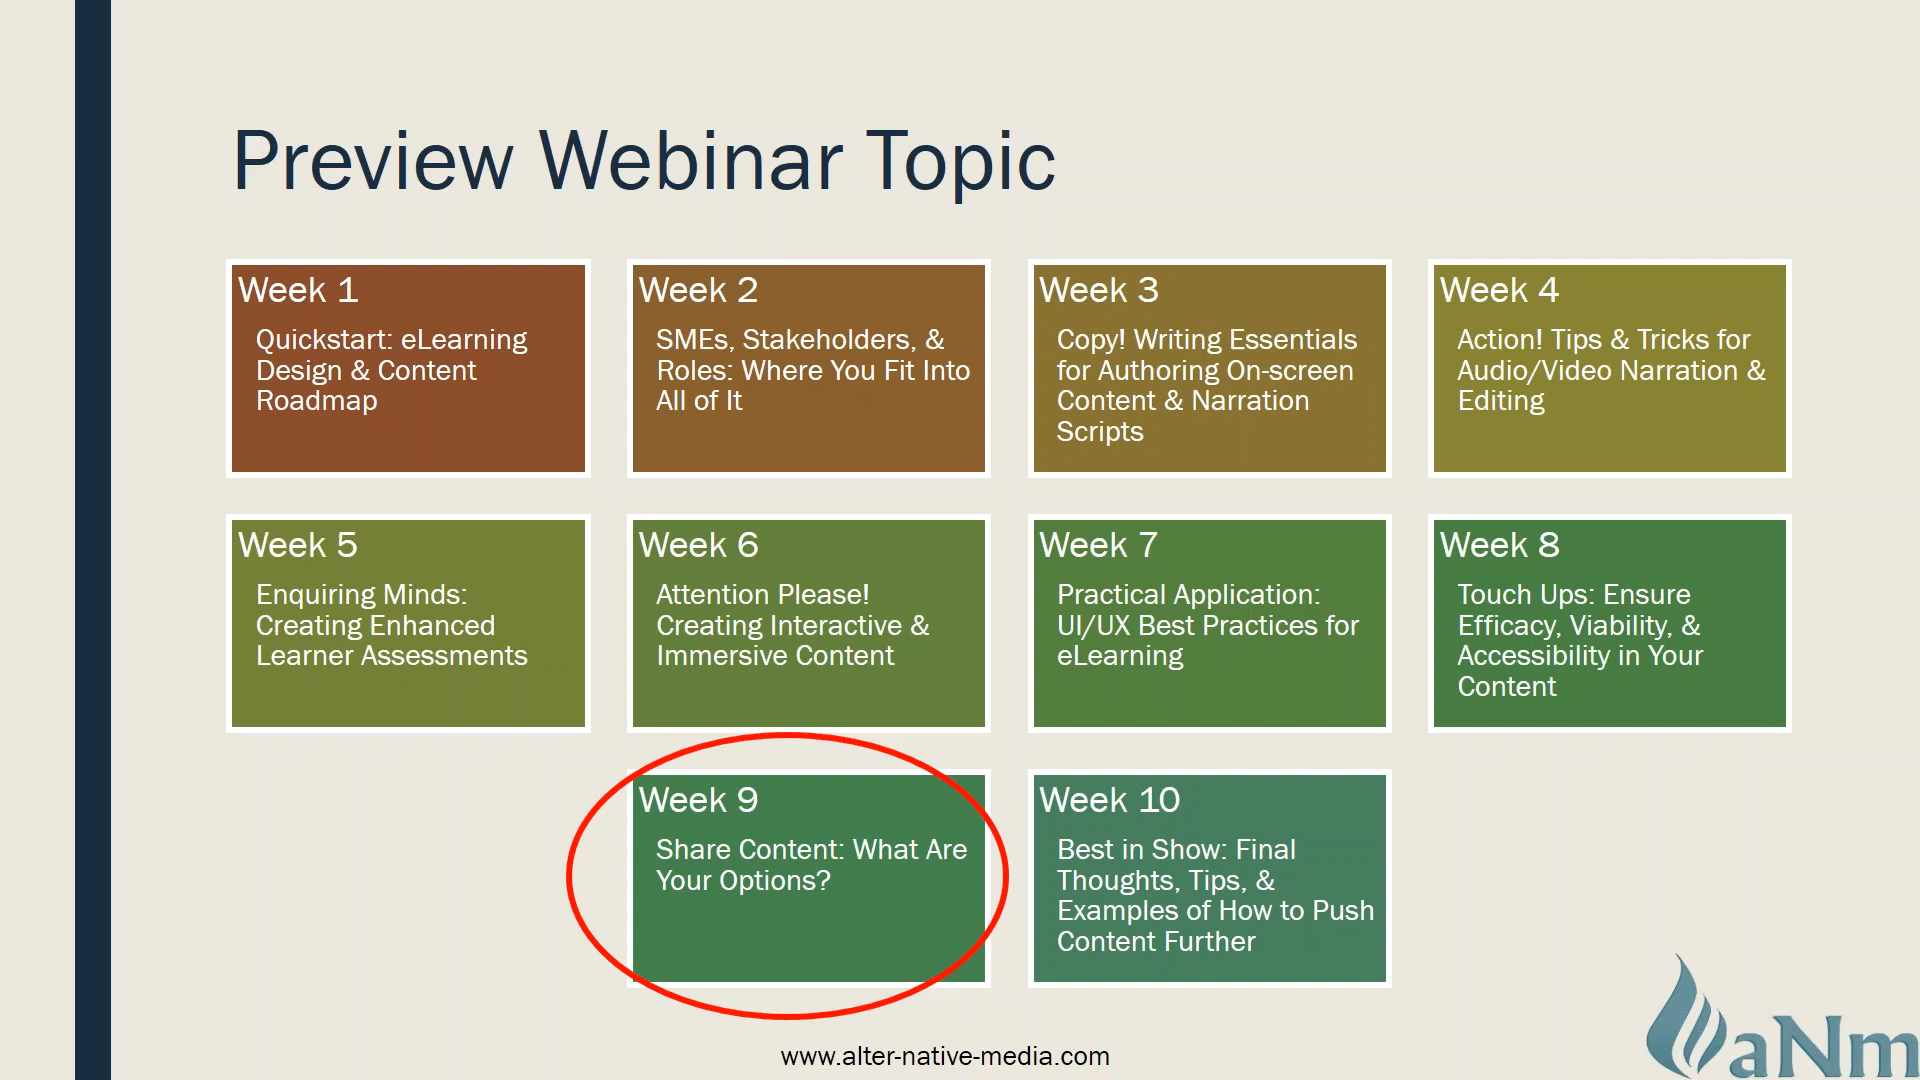 Preview Webinar Topic
Week 1
Quickstart: eLearning
Design & Content
Roadmap
Week 2
SMEs, Stakeholders, &
Roles: Where You Fit Into
All of It
Week 3
Copy! Writing Essentials
for Authoring On-screen
Content & Narration
Scripts
Week 4
Action! Tips & Tricks for
Audio/Video Narration &
Editing
Week 5
Enquiring Minds:
Creating Enhanced
Learner Assessments
Week 6
Attention Please!
Creating Interactive &
Immersive Content
Week 7
Practical Application:
UI/UX Best Practices for
eLearning
Week 8
Touch Ups: Ensure
Efficacy, Viability, &
Accessibility in Your
Content
Week 9
Share Content: What Are
Your Options?
Week 10
Best in Show: Final
Thoughts, Tips, &
Examples of How to Push
Content Further
www.alter-native-media.com
aNm